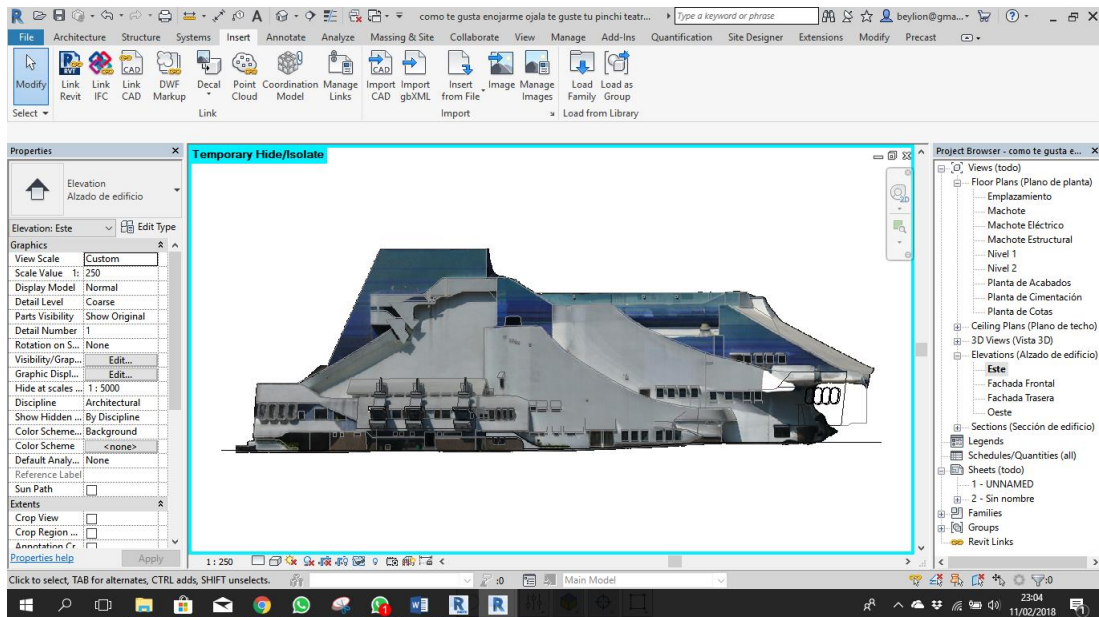 como te gusta enojarme ojala te guste tu pinchi teatr...
Type a keyword or phrase
beylion@gma...
File Architecture Structure Systems Insert Annotate Analyze Massing & Site Collaborate View Manage Add-Ins Quantification Site Designer Extensions Modify Precast
Modify
Link Revit
Link IFC
Link CAD
DWF Markup
Decal
Point Cloud
Coordination Model
Manage Links
Import CAD
Import gbXML
Insert from File
Image
Manage Images
Load Family
Load as Group
Select
Link
Import
Load from Library
Properties
Elevation
Alzado de edificio
Elevation: Este
Edit Type
Graphics
View Scale Custom
Scale Value 1: 250
Display Model Normal
Detail Level Coarse
Parts Visibility Show Original
Detail Number 1
Rotation on S... None
Visibility/Grap... Edit...
Graphic Displ... Edit...
Hide at scales ... 1 : 5000
Discipline Architectural
Show Hidden ... By Discipline
Color Scheme... Background
Color Scheme <none>
Default Analy... None
Reference Label
Sun Path
Extents
Crop View
Crop Region ...
Annotation Cr...
Properties help
Apply
Temporary Hide/Isolate
2D
1 : 250
Project Browser - como te gusta e...
Views (todo)
Floor Plans (Plano de planta)
Emplazamiento
Machote
Machote Eléctrico
Machote Estructural
Nivel 1
Nivel 2
Planta de Acabados
Planta de Cimentación
Planta de Cotas
Ceiling Plans (Plano de techo)
3D Views (Vista 3D)
Elevations (Alzado de edificio)
Este
Fachada Frontal
Fachada Trasera
Oeste
Sections (Sección de edificio)
Legends
Schedules/Quantities (all)
Sheets (todo)
1 - UNNAMED
2 - Sin nombre
Families
Groups
Revit Links
Click to select, TAB for alternates, CTRL adds, SHIFT unselects.
:0
Main Model
:0
23:04
11/02/2018